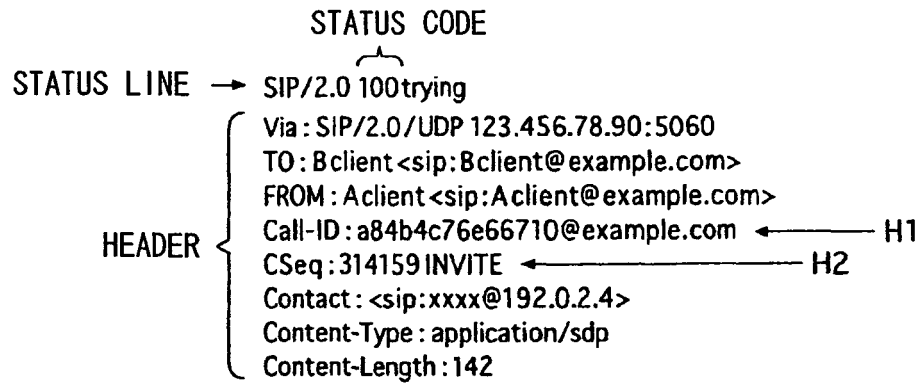 STATUS CODE
STATUS LINE → SIP/2.0 100trying
Via : SIP/2.0/UDP 123.456.78.90:5060
TO : Bclient<sip:Bclient@example.com>
FROM : Aclient<sip:Aclient@example.com>
Call-ID : a84b4c76e66710@example.com ← H1
HEADER
CSeq : 314159 INVITE ← H2
Contact : <sip:xxxx@192.0.2.4>
Content-Type : application/sdp
Content-Length : 142